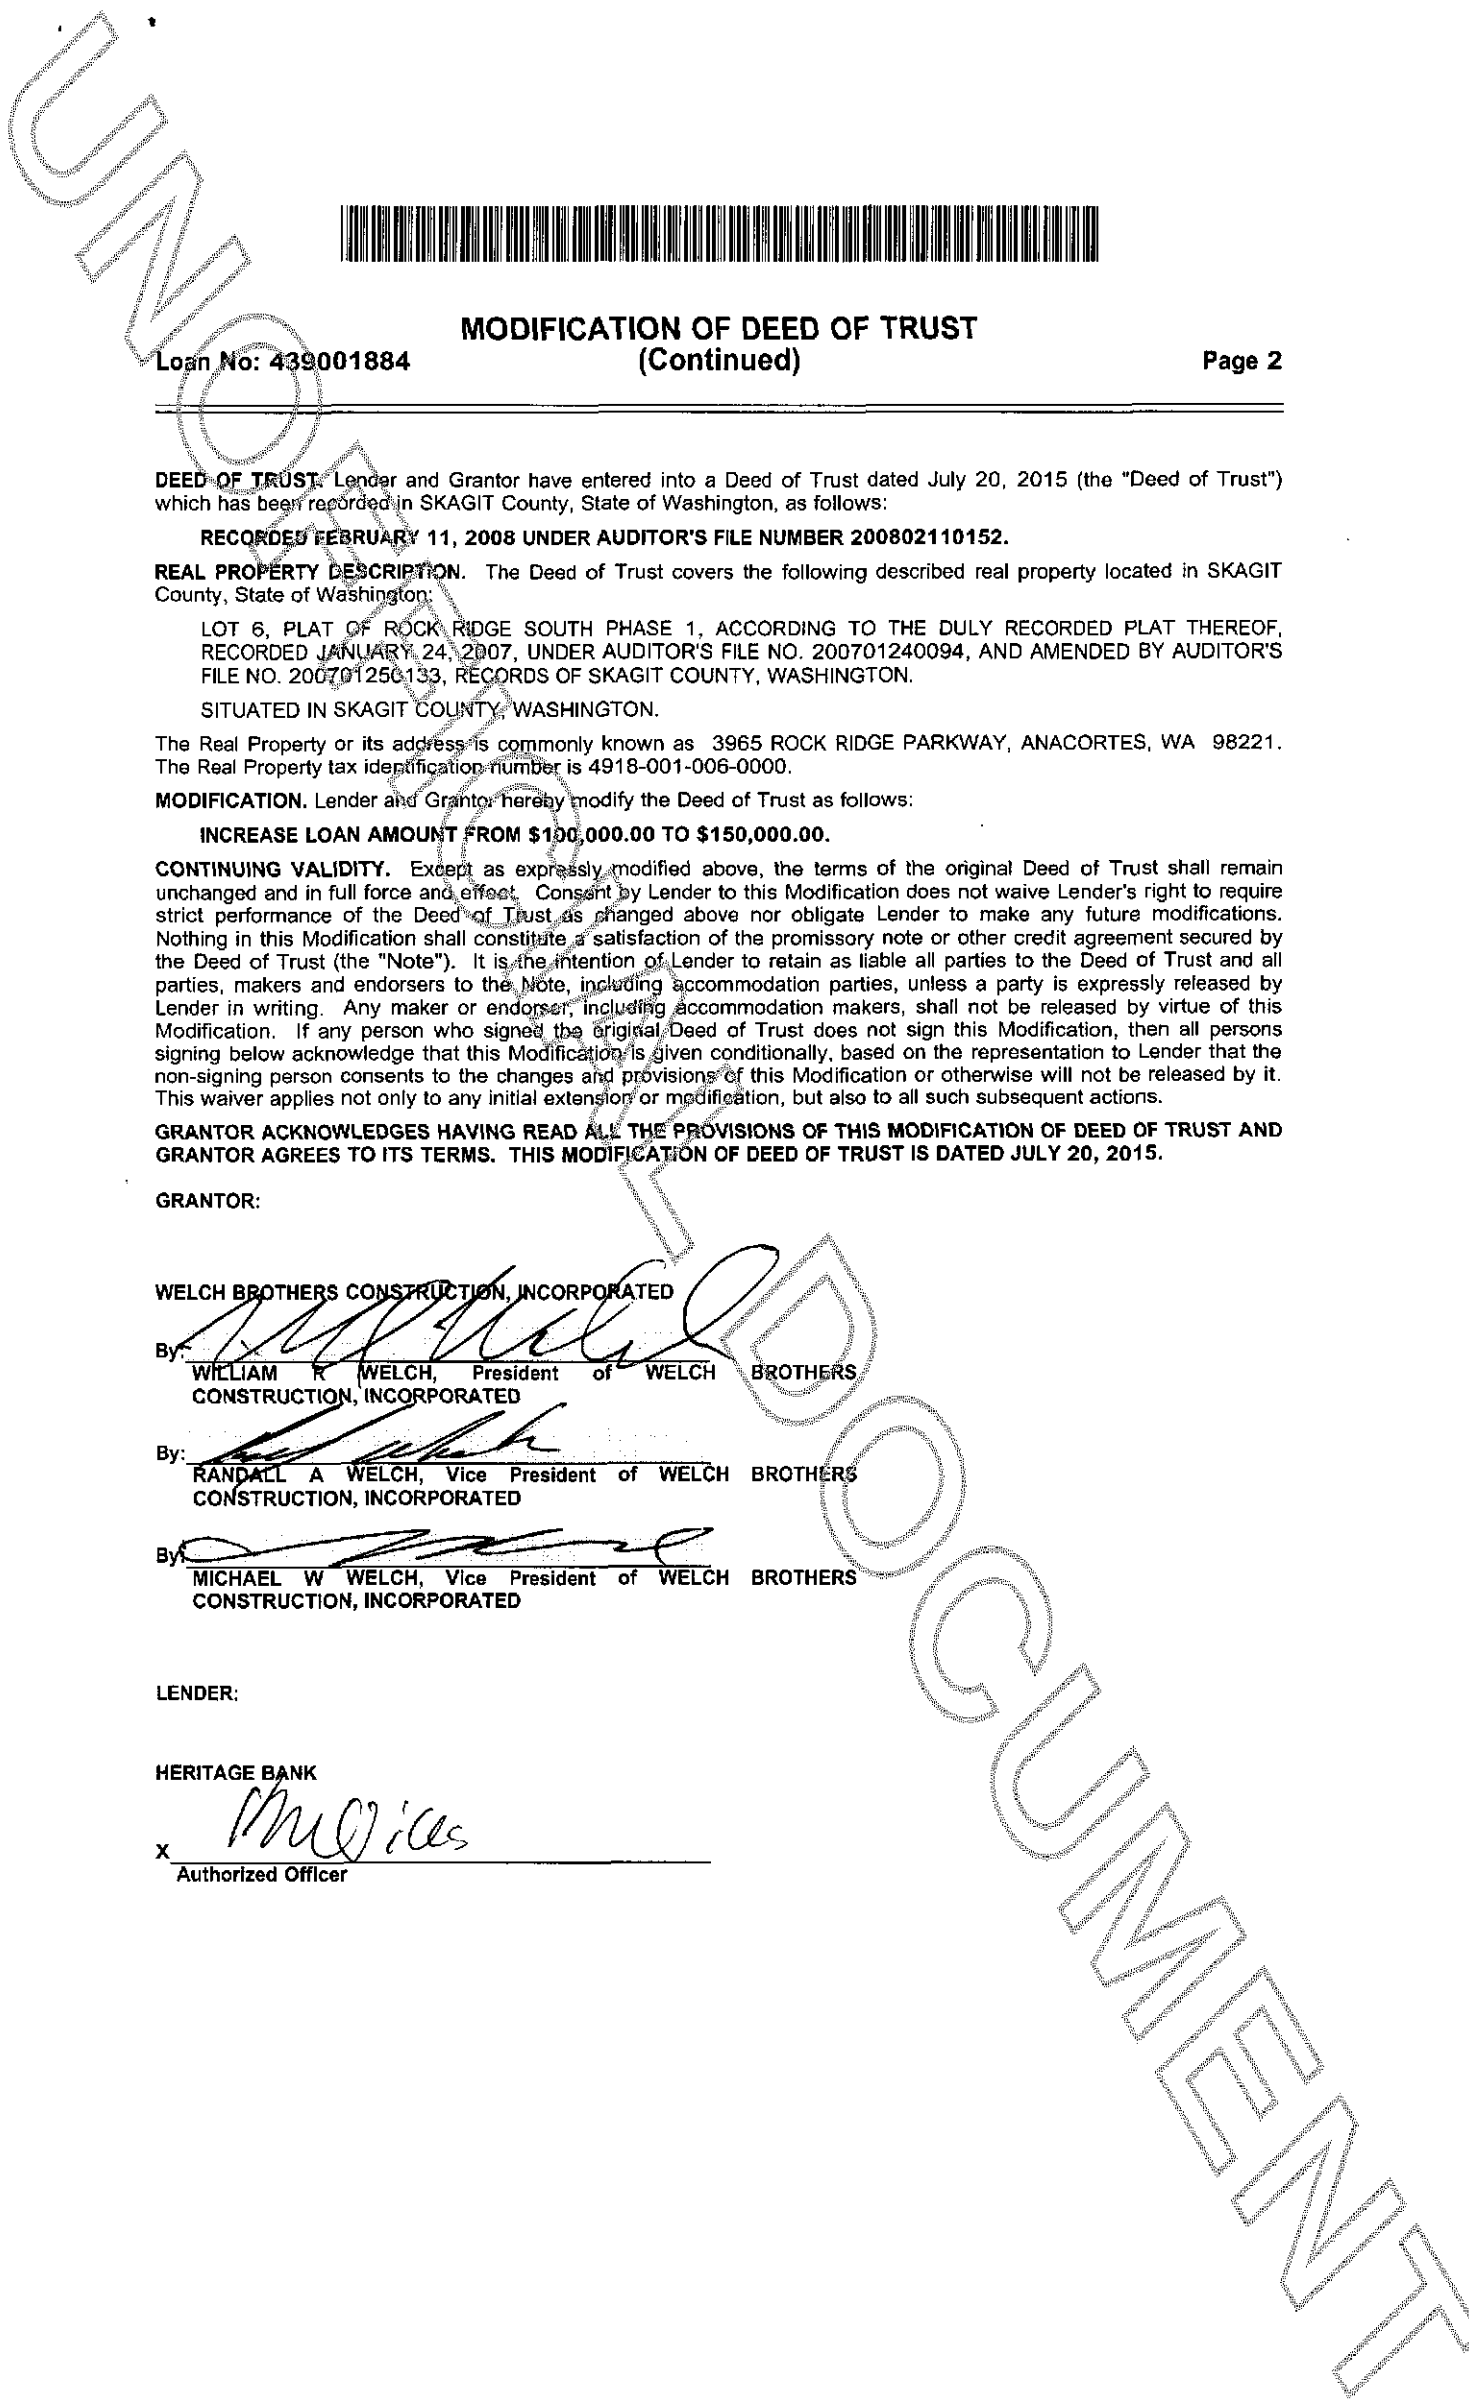 MODIFICATION OF DEED OF TRUST
Loan No: 439001884 (Continued) Page 2
DEED OF TRUST. Lender and Grantor have entered into a Deed of Trust dated July 20, 2015 (the "Deed of Trust")
which has been recorded in SKAGIT County, State of Washington, as follows:
RECORDED FEBRUARY 11, 2008 UNDER AUDITOR'S FILE NUMBER 200802110152.
REAL PROPERTY DESCRIPTION. The Deed of Trust covers the following described real property located in SKAGIT
County, State of Washington:
LOT 6, PLAT OF ROCK RIDGE SOUTH PHASE 1, ACCORDING TO THE DULY RECORDED PLAT THEREOF,
RECORDED JANUARY 24, 2007, UNDER AUDITOR'S FILE NO. 200701240094, AND AMENDED BY AUDITOR'S
FILE NO. 200701250133, RECORDS OF SKAGIT COUNTY, WASHINGTON.
SITUATED IN SKAGIT COUNTY, WASHINGTON.
The Real Property or its address is commonly known as 3965 ROCK RIDGE PARKWAY, ANACORTES, WA 98221.
The Real Property tax identification number is 4918-001-006-0000.
MODIFICATION. Lender and Grantor hereby modify the Deed of Trust as follows:
INCREASE LOAN AMOUNT FROM $100,000.00 TO $150,000.00.
CONTINUING VALIDITY. Except as expressly modified above, the terms of the original Deed of Trust shall remain
unchanged and in full force and effect. Consent by Lender to this Modification does not waive Lender's right to require
strict performance of the Deed of Trust as changed above nor obligate Lender to make any future modifications.
Nothing in this Modification shall constitute a satisfaction of the promissory note or other credit agreement secured by
the Deed of Trust (the "Note"). It is the intention of Lender to retain as liable all parties to the Deed of Trust and all
parties, makers and endorsers to the Note, including accommodation parties, unless a party is expressly released by
Lender in writing. Any maker or endorser, including accommodation makers, shall not be released by virtue of this
Modification. If any person who signed the original Deed of Trust does not sign this Modification, then all persons
signing below acknowledge that this Modification is given conditionally, based on the representation to Lender that the
non-signing person consents to the changes and provisions of this Modification or otherwise will not be released by it.
This waiver applies not only to any initial extension or modification, but also to all such subsequent actions.
GRANTOR ACKNOWLEDGES HAVING READ ALL THE PROVISIONS OF THIS MODIFICATION OF DEED OF TRUST AND
GRANTOR AGREES TO ITS TERMS. THIS MODIFICATION OF DEED OF TRUST IS DATED JULY 20, 2015.
GRANTOR:
WELCH BROTHERS CONSTRUCTION, INCORPORATED
By:
WILLIAM R WELCH, President of WELCH BROTHERS
CONSTRUCTION, INCORPORATED
By:
RANDALL A WELCH, Vice President of WELCH BROTHERS
CONSTRUCTION, INCORPORATED
By:
MICHAEL W WELCH, Vice President of WELCH BROTHERS
CONSTRUCTION, INCORPORATED
LENDER:
HERITAGE BANK
X
Authorized Officer
UNOFFICIAL DOCUMENT